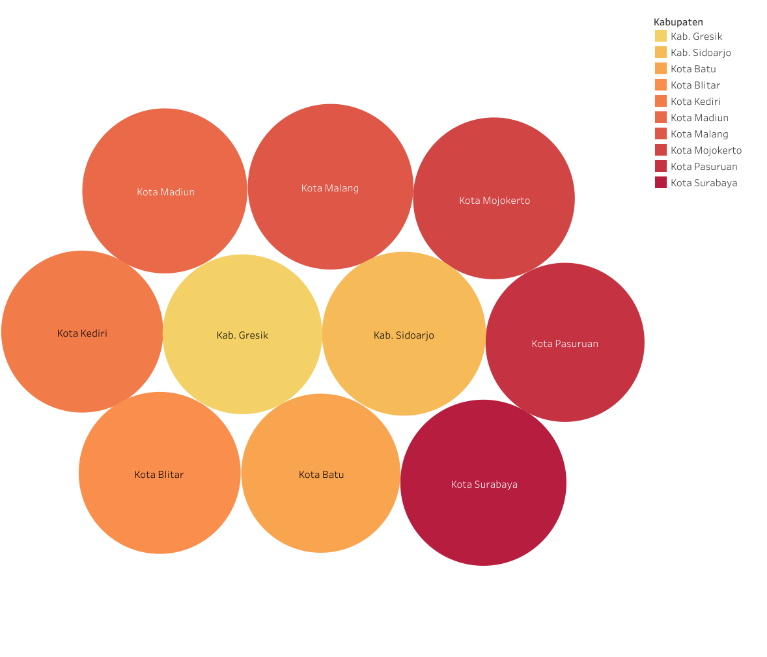 Kabupaten
Kab. Gresik
Kab. Sidoarjo
Kota Batu
Kota Blitar
Kota Kediri
Kota Madiun
Kota Malang
Kota Mojokerto
Kota Pasuruan
Kota Surabaya
Kota Madiun
Kota Malang
Kota Mojokerto
Kota Kediri
Kab. Gresik
Kab. Sidoarjo
Kota Pasuruan
Kota Blitar
Kota Batu
Kota Surabaya